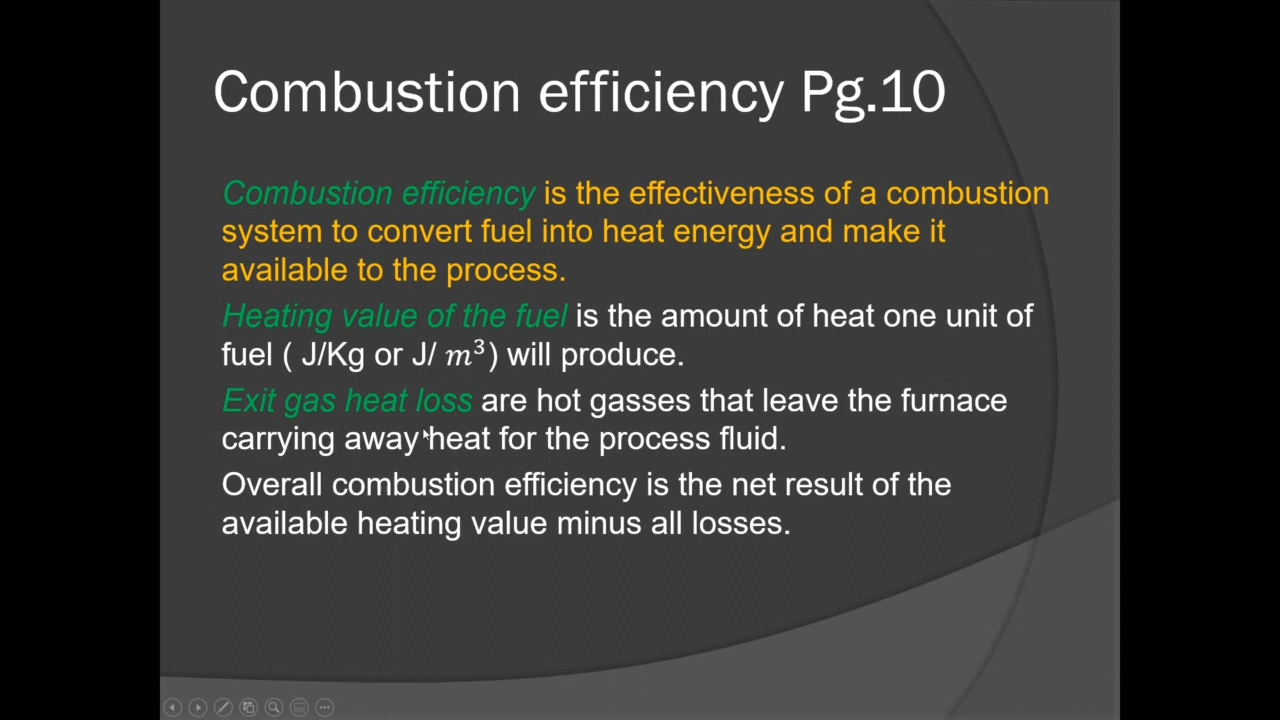 Combustion efficiency Pg.10
Combustion efficiency is the effectiveness of a combustion
system to convert fuel into heat energy and make it
available to the process.
Heating value of the fuel is the amount of heat one unit of
fuel ( J/Kg or J/ m³) will produce.
Exit gas heat loss are hot gasses that leave the furnace
carrying away heat for the process fluid.
Overall combustion efficiency is the net result of the
available heating value minus all losses.